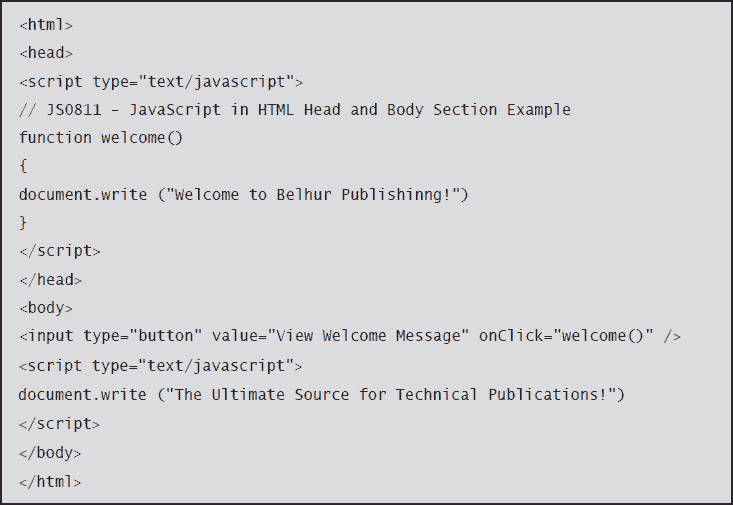 <html>
<head>
<script type="text/javascript">
// JS0811 – JavaScript in HTML Head and Body Section Example
function welcome()
{
document.write ("Welcome to Belhur Publishinng!")
}
</script>
</head>
<body>
<input type="button" value="View Welcome Message" onClick="welcome()" />
<script type="text/javascript">
document.write ("The Ultimate Source for Technical Publications!")
</script>
</body>
</html>